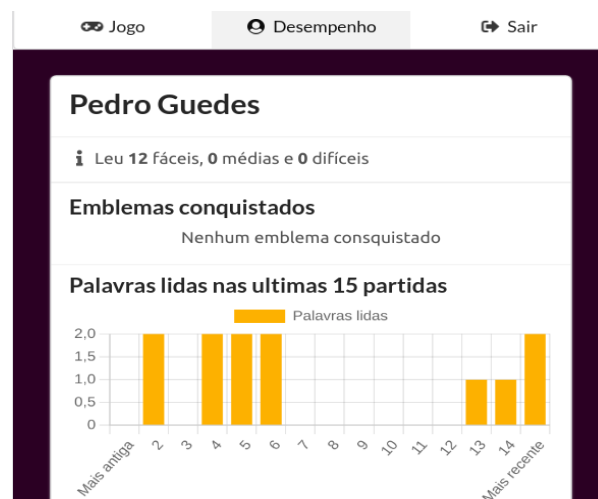 Jogo Desempenho Sair
Pedro Guedes
Leu 12 fáceis, 0 médias e 0 difíceis
Emblemas conquistados
Nenhum emblema consquistado
Palavras lidas nas ultimas 15 partidas
Palavras lidas
2,0
1,5
1,0
0,5
0
Mais antiga 2 3 4 5 6 7 8 9 10 11 12 13 14 Mais recente